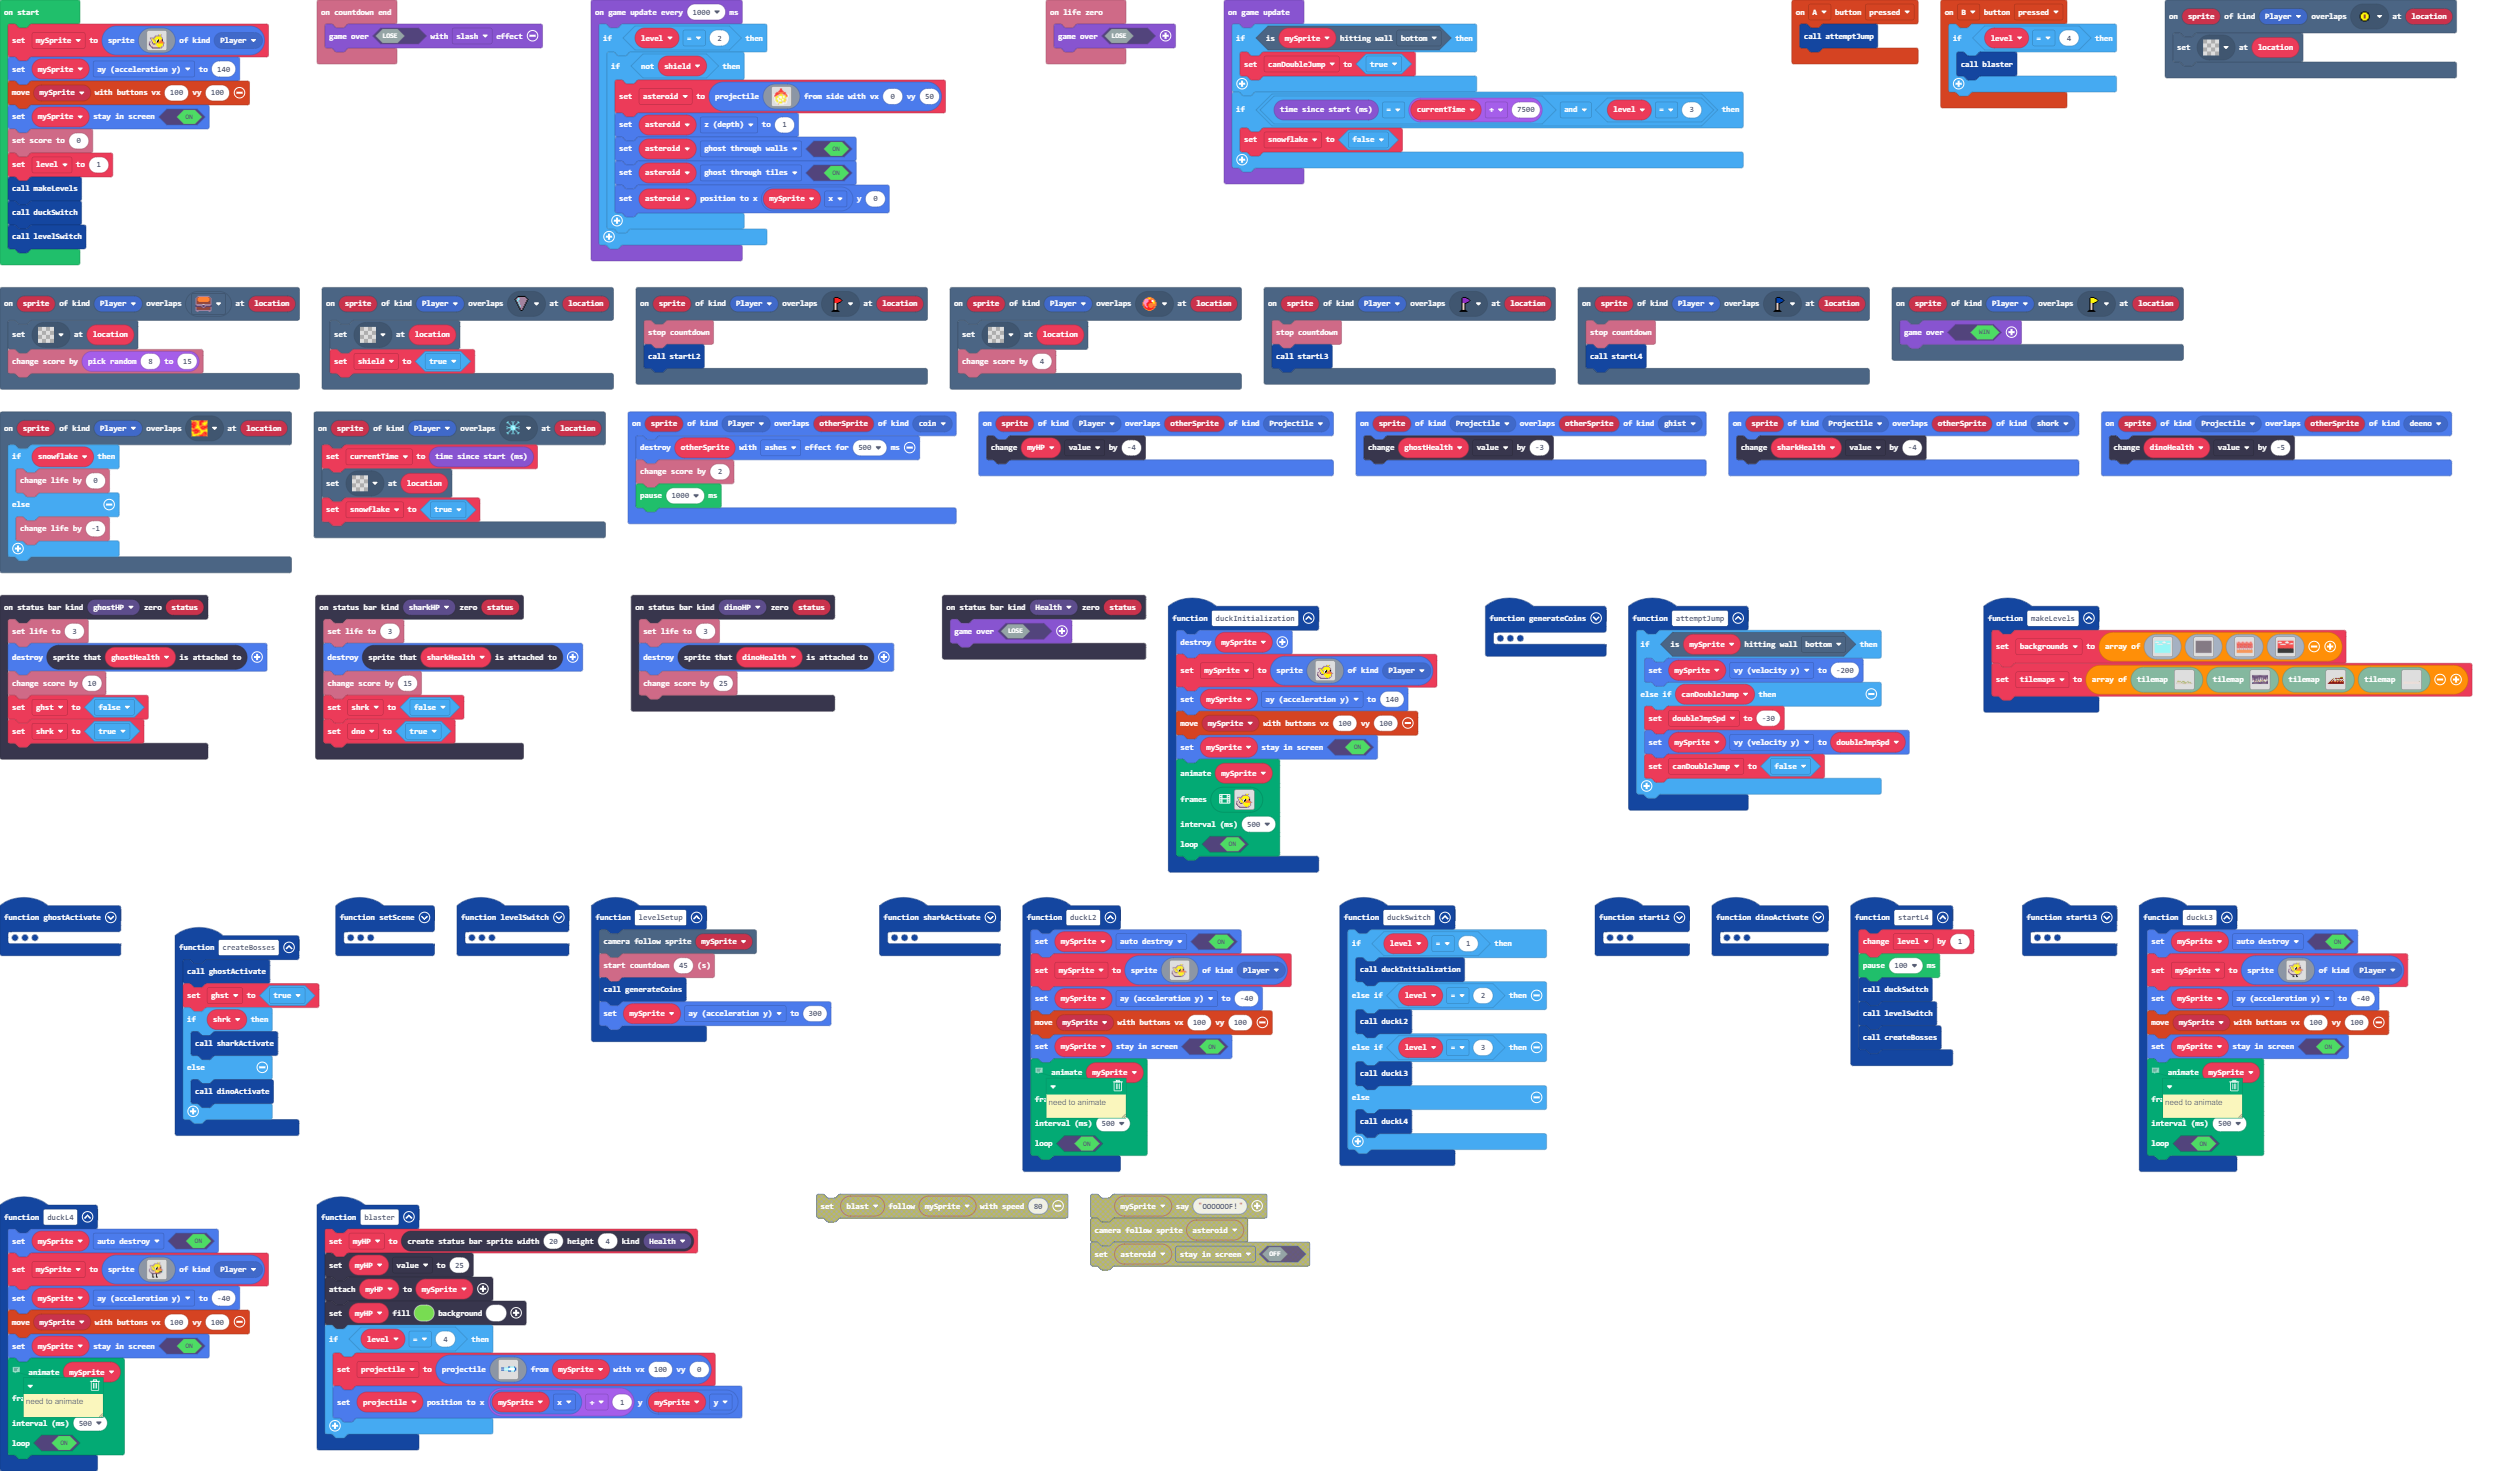 on start
set mySprite to sprite of kind Player
set mySprite ay (acceleration y) to 140
move mySprite with buttons vx 100 vy 100
set mySprite stay in screen ON
set score to 0
set level to 1
call makeLevels
call duckSwitch
call levelSwitch
on countdown end
game over LOSE with slash effect
on game update every 1000 ms
if level = 2 then
if not shield then
set asteroid to projectile from side with vx 0 vy 50
set asteroid z (depth) to 1
set asteroid ghost through walls ON
set asteroid ghost through tiles ON
set asteroid position to x mySprite x y 0
on life zero
game over LOSE
on game update
if is mySprite hitting wall bottom then
set canDoubleJump to true
if time since start (ms) = currentTime + 7500 and level = 3 then
set snowflake to false
on A button pressed
call attemptJump
on B button pressed
if level = 4 then
call blaster
on sprite of kind Player overlaps at location
set at location
on sprite of kind Player overlaps at location
set at location
change score by pick random 8 to 15
on sprite of kind Player overlaps at location
set at location
set shield to true
on sprite of kind Player overlaps at location
stop countdown
call startL2
on sprite of kind Player overlaps at location
set at location
change score by 4
on sprite of kind Player overlaps at location
stop countdown
call startL3
on sprite of kind Player overlaps at location
stop countdown
call startL4
on sprite of kind Player overlaps at location
game over WIN
on sprite of kind Player overlaps at location
if snowflake then
change life by 0
else
change life by -1
on sprite of kind Player overlaps at location
set currentTime to time since start (ms)
set at location
set snowflake to true
on sprite of kind Player overlaps otherSprite of kind coin
destroy otherSprite with ashes effect for 500 ms
change score by 2
pause 1000 ms
on sprite of kind Player overlaps otherSprite of kind Projectile
change myHP value by -4
on sprite of kind Projectile overlaps otherSprite of kind ghist
change ghostHealth value by -3
on sprite of kind Projectile overlaps otherSprite of kind shork
change sharkHealth value by -4
on sprite of kind Projectile overlaps otherSprite of kind deeno
change dinoHealth value by -5
on status bar kind ghostHP zero status
set life to 3
destroy sprite that ghostHealth is attached to
change score by 10
set ghst to false
set shrk to true
on status bar kind sharkHP zero status
set life to 3
destroy sprite that sharkHealth is attached to
change score by 15
set shrk to false
set dno to true
on status bar kind dinoHP zero status
set life to 3
destroy sprite that dinoHealth is attached to
change score by 25
on status bar kind Health zero status
game over LOSE
function duckInitialization
destroy mySprite
set mySprite to sprite of kind Player
set mySprite ay (acceleration y) to 140
move mySprite with buttons vx 100 vy 100
set mySprite stay in screen ON
animate mySprite
frames
interval (ms) 500
loop ON
function generateCoins
function attemptJump
if is mySprite hitting wall bottom then
set mySprite vy (velocity y) to -200
else if canDoubleJump then
set doubleJmpSpd to -30
set mySprite vy (velocity y) to doubleJmpSpd
set canDoubleJump to false
function makeLevels
set backgrounds to array of
set tilemaps to array of tilemap tilemap tilemap tilemap
function ghostActivate
function createBosses
call ghostActivate
set ghst to true
if shrk then
call sharkActivate
else
call dinoActivate
function setScene
function levelSwitch
function levelSetup
camera follow sprite mySprite
start countdown 45 (s)
call generateCoins
set mySprite ay (acceleration y) to 300
function sharkActivate
function duckL2
set mySprite auto destroy ON
set mySprite to sprite of kind Player
set mySprite ay (acceleration y) to -40
move mySprite with buttons vx 100 vy 100
set mySprite stay in screen ON
animate mySprite
need to animate
interval (ms) 500
loop ON
function duckSwitch
if level = 1 then
call duckInitialization
else if level = 2 then
call duckL2
else if level = 3 then
call duckL3
else
call duckL4
function startL2
function dinoActivate
function startL4
change level by 1
pause 100 ms
call duckSwitch
call levelSwitch
call createBosses
function startL3
function duckL3
set mySprite auto destroy ON
set mySprite to sprite of kind Player
set mySprite ay (acceleration y) to -40
move mySprite with buttons vx 100 vy 100
set mySprite stay in screen ON
animate mySprite
need to animate
interval (ms) 500
loop ON
function duckL4
set mySprite auto destroy ON
set mySprite to sprite of kind Player
set mySprite ay (acceleration y) to -40
move mySprite with buttons vx 100 vy 100
set mySprite stay in screen ON
animate mySprite
need to animate
interval (ms) 500
loop ON
function blaster
set myHP to create status bar sprite width 20 height 4 kind Health
set myHP value to 25
attach myHP to mySprite
set myHP fill background
if level = 4 then
set projectile to projectile from mySprite with vx 100 vy 0
set projectile position to x mySprite x + 1 y mySprite y
set blast follow mySprite with speed 80
mySprite say "OOOOOOF!"
camera follow sprite asteroid
set asteroid stay in screen OFF